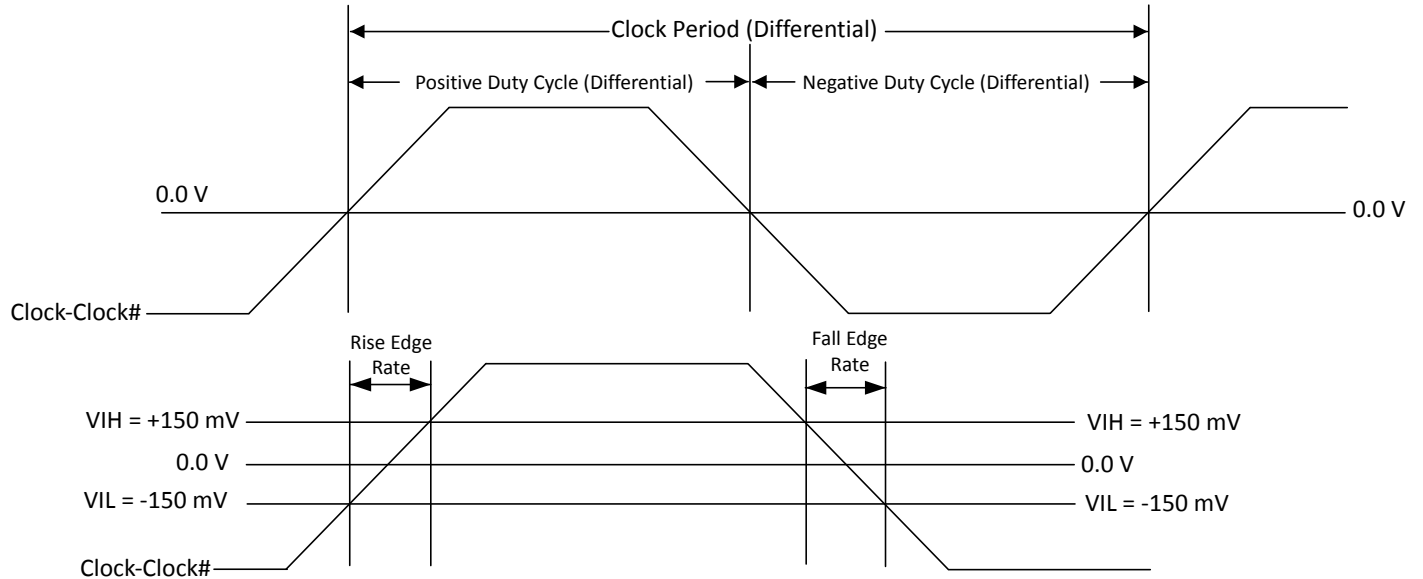 Clock Period (Differential)
Positive Duty Cycle (Differential)
Negative Duty Cycle (Differential)
0.0 V
0.0 V
Clock-Clock#
Rise Edge
Rate
Fall Edge
Rate
VIH = +150 mV
VIH = +150 mV
0.0 V
0.0 V
VIL = -150 mV
VIL = -150 mV
Clock-Clock#